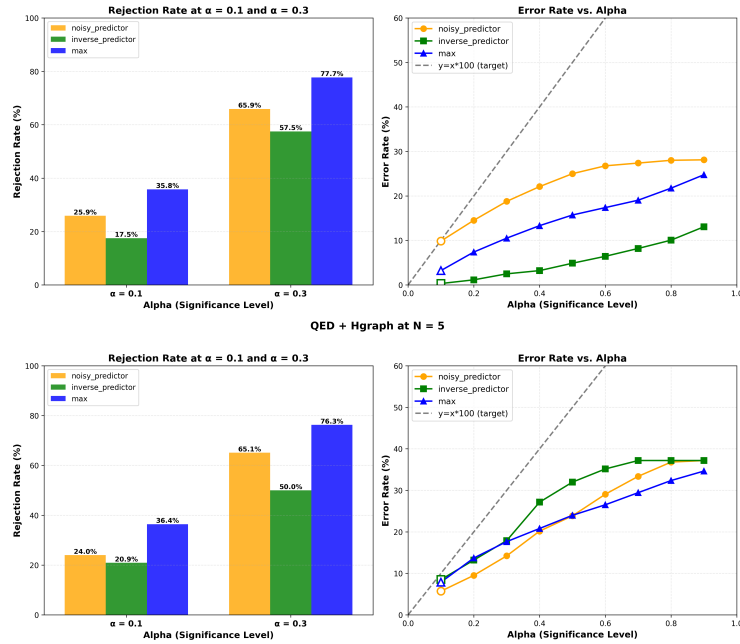 Rejection Rate at α = 0.1 and α = 0.3
noisy_predictor
inverse_predictor
max
100
80
60
40
20
0
Rejection Rate (%)
25.9%
17.5%
35.8%
65.9%
57.5%
77.7%
α = 0.1
α = 0.3
Alpha (Significance Level)
Error Rate vs. Alpha
noisy_predictor
inverse_predictor
max
y=x*100 (target)
60
50
40
30
20
10
0
Error Rate (%)
0.0
0.2
0.4
0.6
0.8
1.0
Alpha (Significance Level)
QED + Hgraph at N = 5
Rejection Rate at α = 0.1 and α = 0.3
noisy_predictor
inverse_predictor
max
100
80
60
40
20
0
Rejection Rate (%)
24.0%
20.9%
36.4%
65.1%
50.0%
76.3%
α = 0.1
α = 0.3
Alpha (Significance Level)
Error Rate vs. Alpha
noisy_predictor
inverse_predictor
max
y=x*100 (target)
60
50
40
30
20
10
0
Error Rate (%)
0.0
0.2
0.4
0.6
0.8
1.0
Alpha (Significance Level)